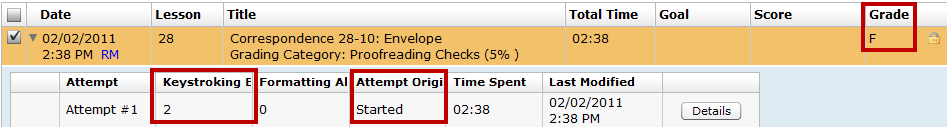 Date Lesson Title Total Time Goal Score Grade
02/02/2011 28 Correspondence 28-10: Envelope 02:38 F
2:38 PM RM Grading Category: Proofreading Checks (5% )
Attempt Keystroking E Formatting Al Attempt Origi Time Spent Last Modified
Attempt #1 2 0 Started 02:38 02/02/2011 Details
2:38 PM